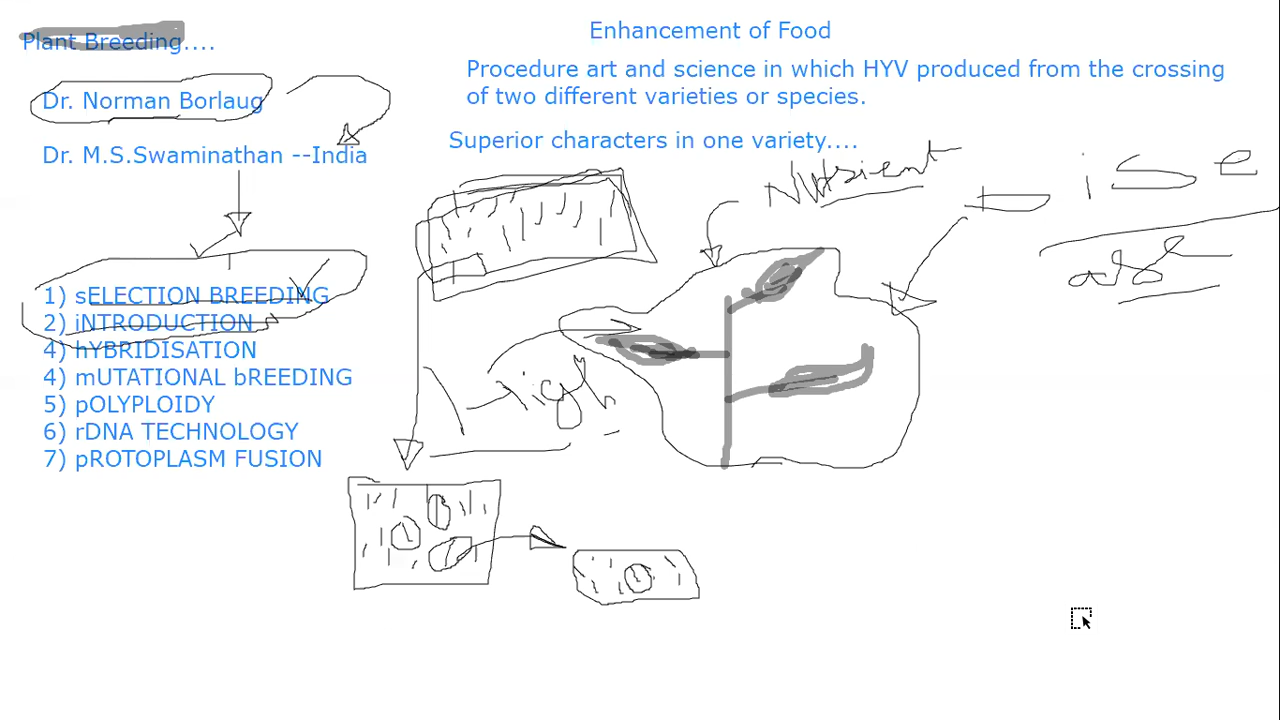 Plant Breeding....
Enhancement of Food
Procedure art and science in which HYV produced from the crossing
of two different varieties or species.
Dr. Norman Borlaug
Superior characters in one variety....
Dr. M.S.Swaminathan --India
1) sELECTION BREEDING
2) iNTRODUCTION
4) hYBRIDISATION
4) mUTATIONAL bREEDING
5) pOLYPLOIDY
6) rDNA TECHNOLOGY
7) pROTOPLASM FUSION